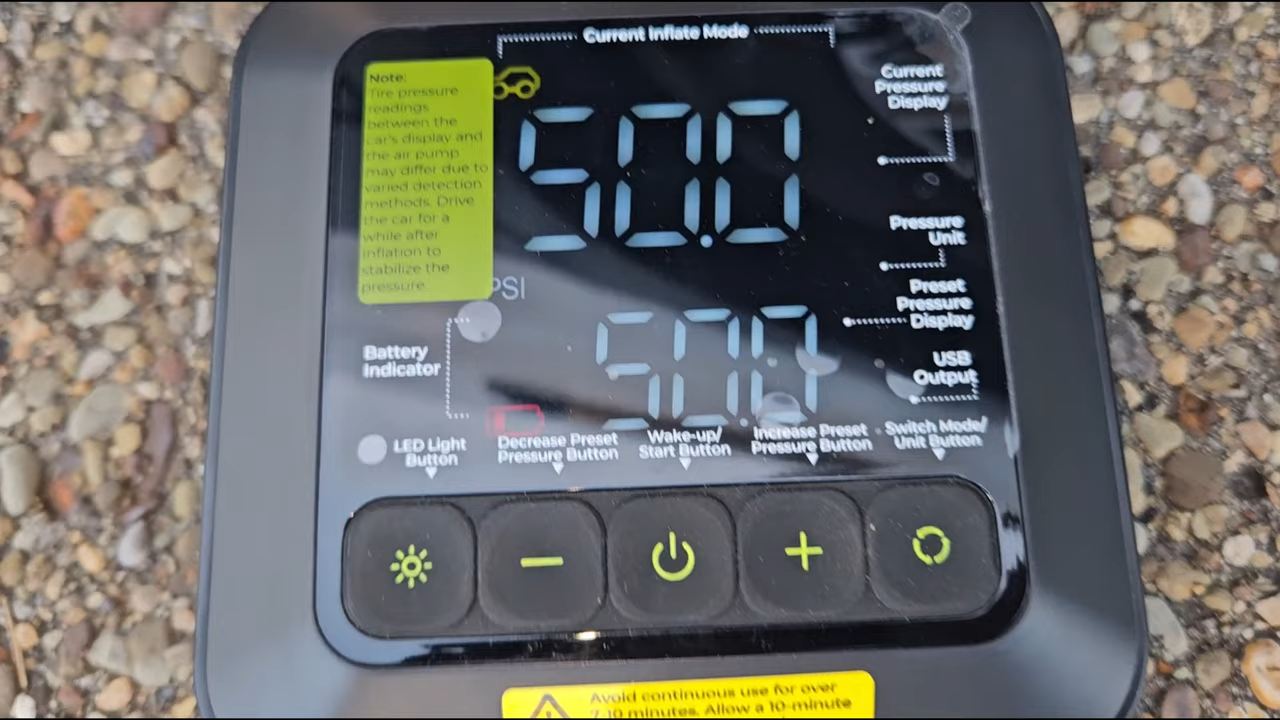 Current Inflate Mode
Note:
Tire pressure
readings
between the
car's display and
the air pump
may differ due to
varied detection
methods. Drive
the car for a
while after
inflation to
stabilize the
pressure.
Current
Pressure
Display
50.0
Pressure
Unit
PSI
Preset
Pressure
Display
50.0
Battery
Indicator
USB
Output
LED Light
Button
Decrease Preset
Pressure Button
Wake-up/
Start Button
Increase Preset
Pressure Button
Switch Mode/
Unit Button
Avoid continuous use for over
7-10 minutes. Allow a 10-minute